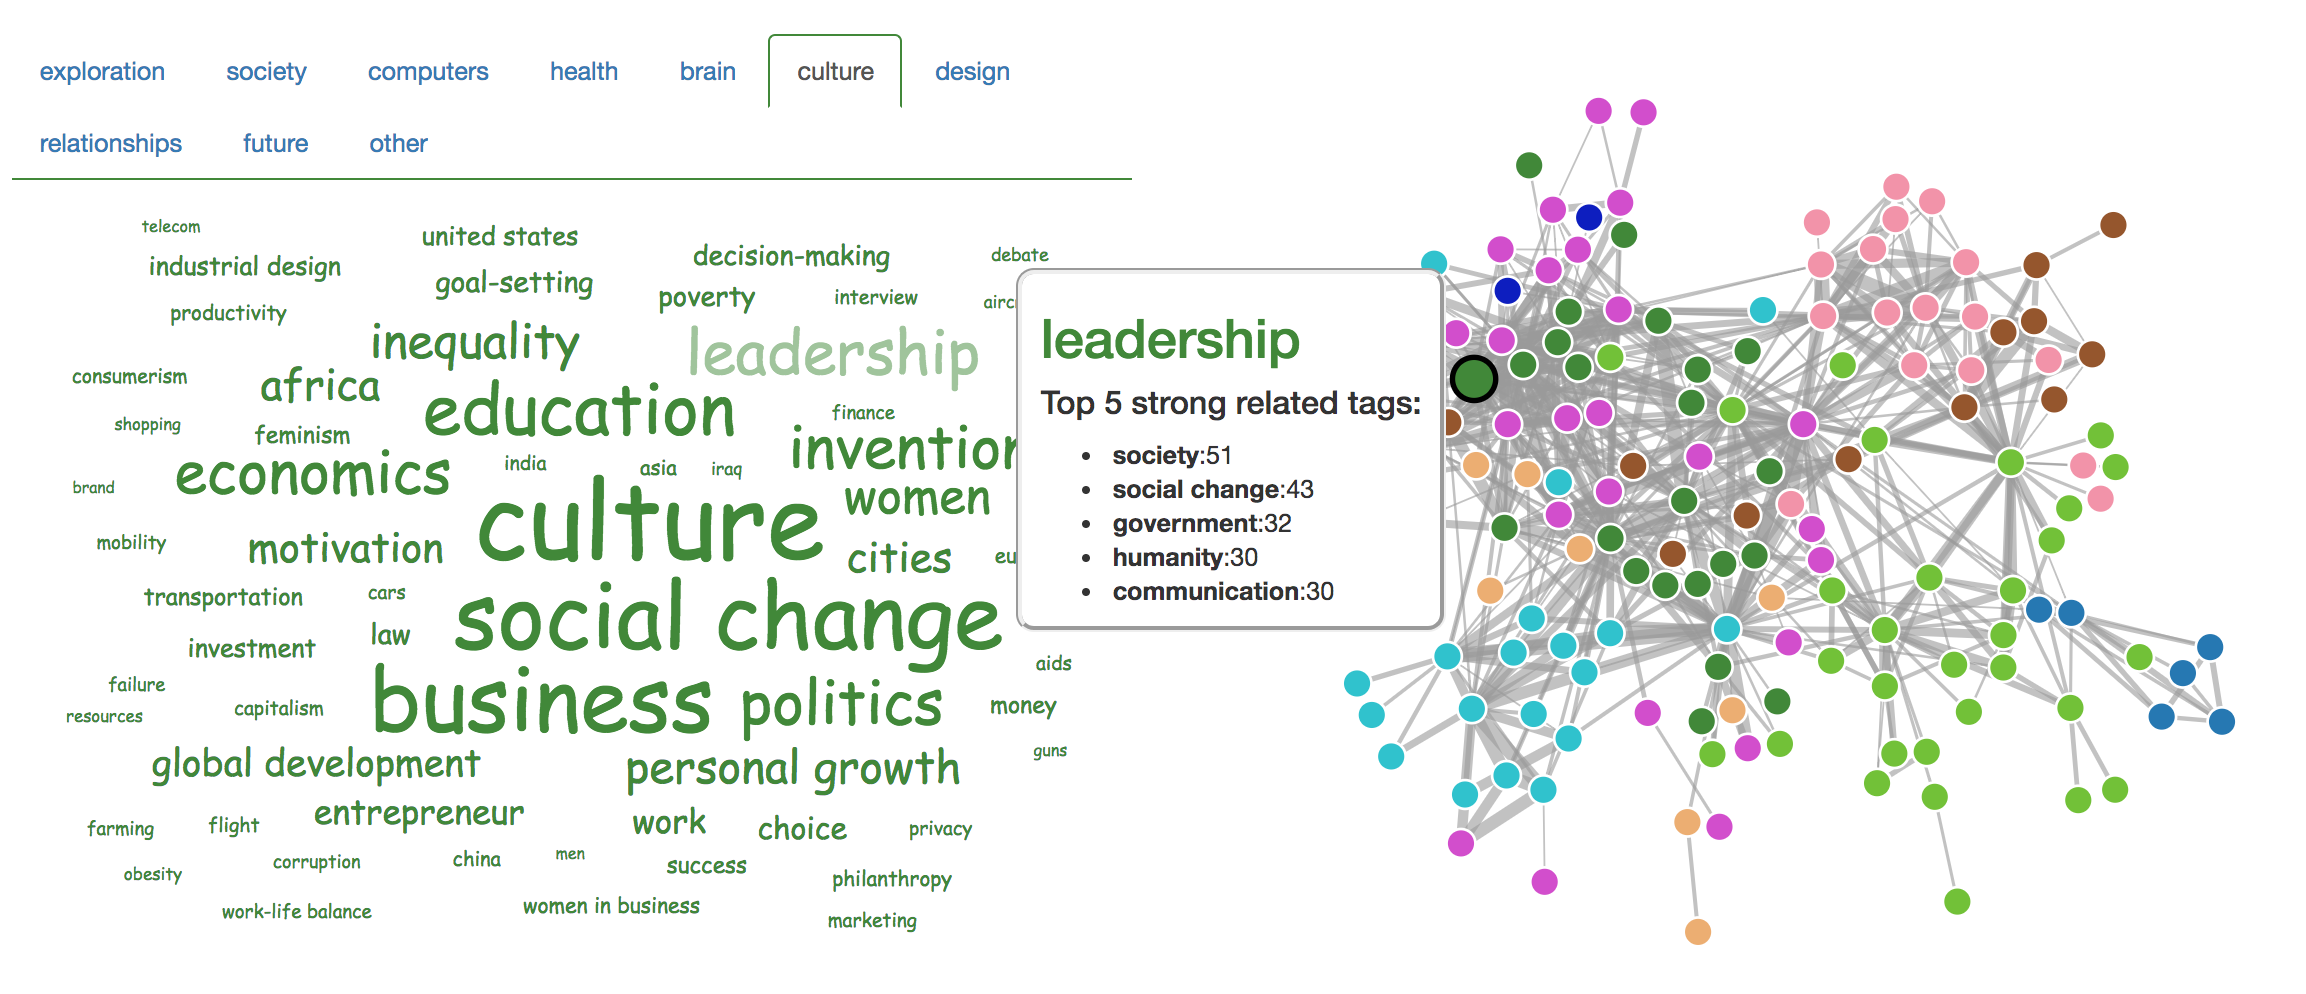 exploration society computers health brain culture design
relationships future other
telecom
united states
decision-making
debate
industrial design
goal-setting
poverty
interview
productivity
inequality
leadership
consumerism
africa
education
finance
shopping
feminism
invention
economics
india
asia
iraq
brand
women
culture
mobility
motivation
cities
transportation
cars
social change
law
investment
aids
failure
business
politics
money
resources
capitalism
guns
global development
personal growth
entrepreneur
work
choice
privacy
farming
flight
corruption
china
men
success
obesity
philanthropy
work-life balance
women in business
marketing
leadership
Top 5 strong related tags:
• society:51
• social change:43
• government:32
• humanity:30
• communication:30